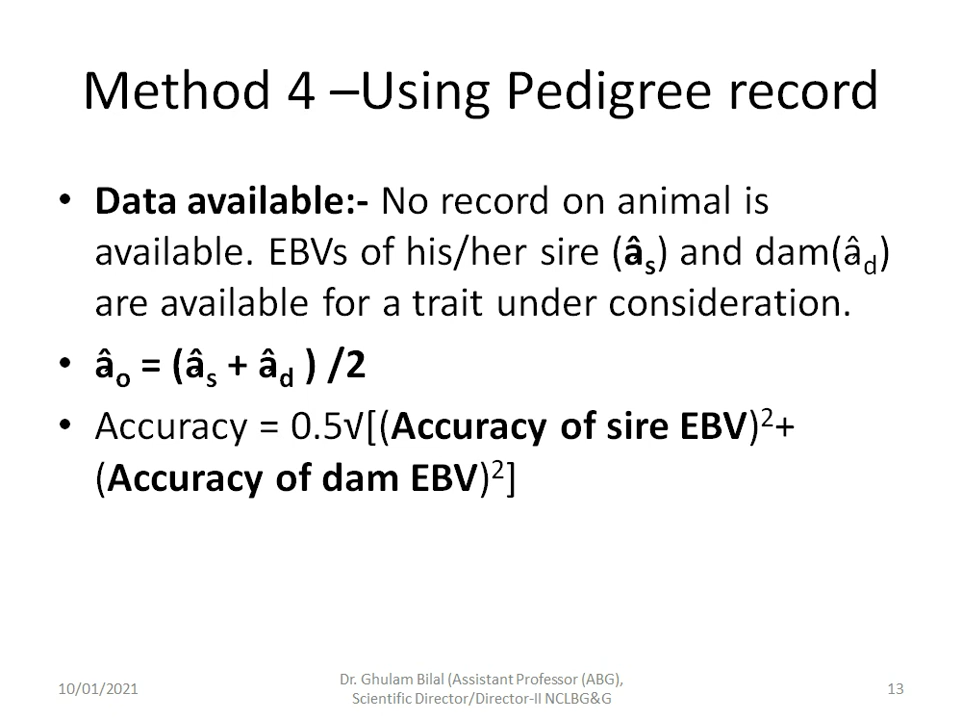 Method 4 –Using Pedigree record
• Data available:- No record on animal is
available. EBVs of his/her sire (âs) and dam(âd)
are available for a trait under consideration.
• âo = (âs + âd ) /2
• Accuracy = 0.5√[(Accuracy of sire EBV)²+
(Accuracy of dam EBV)²]
10/01/2021
Dr. Ghulam Bilal (Assistant Professor (ABG),
Scientific Director/Director-II NCLBG&G
13